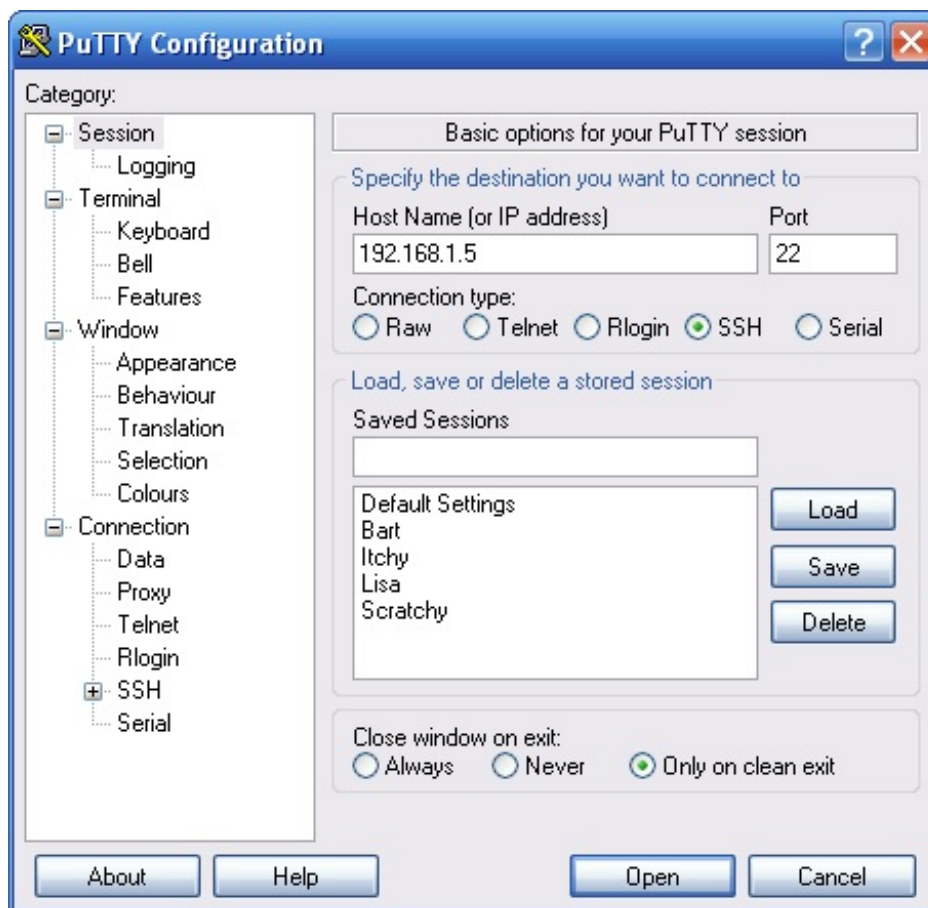 PuTTY Configuration
Category:
Session
Logging
Terminal
Keyboard
Bell
Features
Window
Appearance
Behaviour
Translation
Selection
Colours
Connection
Data
Proxy
Telnet
Rlogin
SSH
Serial
Basic options for your PuTTY session
Specify the destination you want to connect to
Host Name (or IP address) Port
192.168.1.5 22
Connection type:
Raw Telnet Rlogin SSH Serial
Load, save or delete a stored session
Saved Sessions
Default Settings
Bart
Itchy
Lisa
Scratchy
Load
Save
Delete
Close window on exit:
Always Never Only on clean exit
About Help Open Cancel